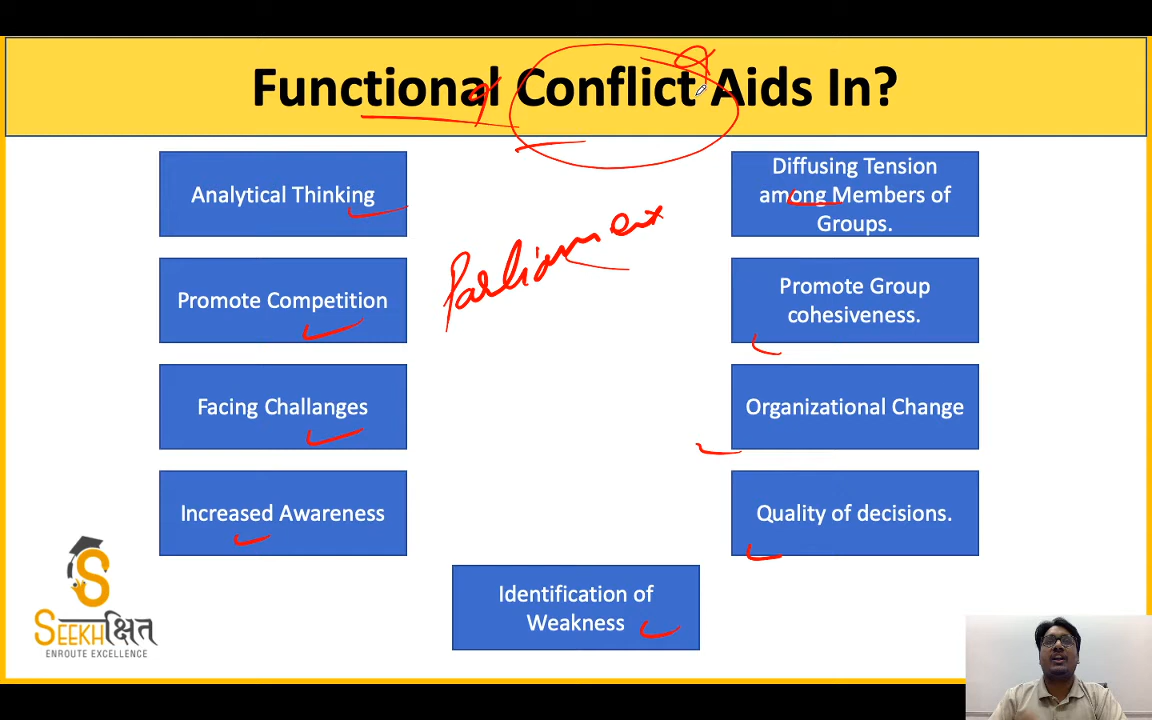 Functional Conflict Aids In?
Analytical Thinking
Diffusing Tension
among Members of
Groups.
Parliament
Promote Competition
Promote Group
cohesiveness.
Facing Challanges
Organizational Change
Increased Awareness
Quality of decisions.
Identification of
Weakness
SEEKHक्षित
ENROUTE EXCELLENCE